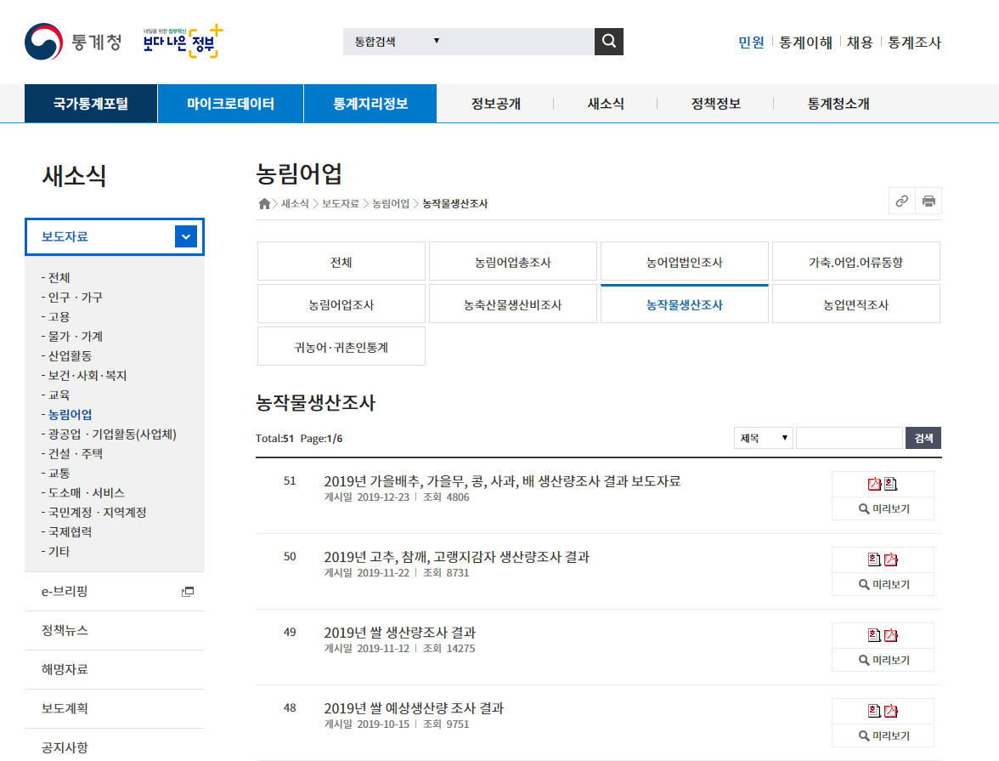 통계청
내일을 위한 정부혁신
보다 나은 정부
통합검색 ▼
민원 통계이해 채용 통계조사
국가통계포털 마이크로데이터 통계지리정보 정보공개 새소식 정책정보 통계청소개
새소식
보도자료
- 전체
- 인구ㆍ가구
- 고용
- 물가ㆍ가계
- 산업활동
- 보건·사회·복지
- 교육
- 농림어업
- 광공업ㆍ기업활동(사업체)
- 건설ㆍ주택
- 교통
- 도소매ㆍ서비스
- 국민계정ㆍ지역계정
- 국제협력
- 기타
e-브리핑
정책뉴스
해명자료
보도계획
공지사항
농림어업
새소식 > 보도자료 > 농림어업 > 농작물생산조사
전체 농림어업총조사 농어업법인조사 가축.어업.어류동향
농림어업조사 농축산물생산비조사 농작물생산조사 농업면적조사
귀농어·귀촌인통계
농작물생산조사
Total:51 Page:1/6 제목 ▼ 검색
51 2019년 가을배추, 가을무, 콩, 사과, 배 생산량조사 결과 보도자료
게시일 2019-12-23 조회 4806
미리보기
50 2019년 고추, 참깨, 고랭지감자 생산량조사 결과
게시일 2019-11-22 조회 8731
미리보기
49 2019년 쌀 생산량조사 결과
게시일 2019-11-12 조회 14275
미리보기
48 2019년 쌀 예상생산량 조사 결과
게시일 2019-10-15 조회 9751
미리보기